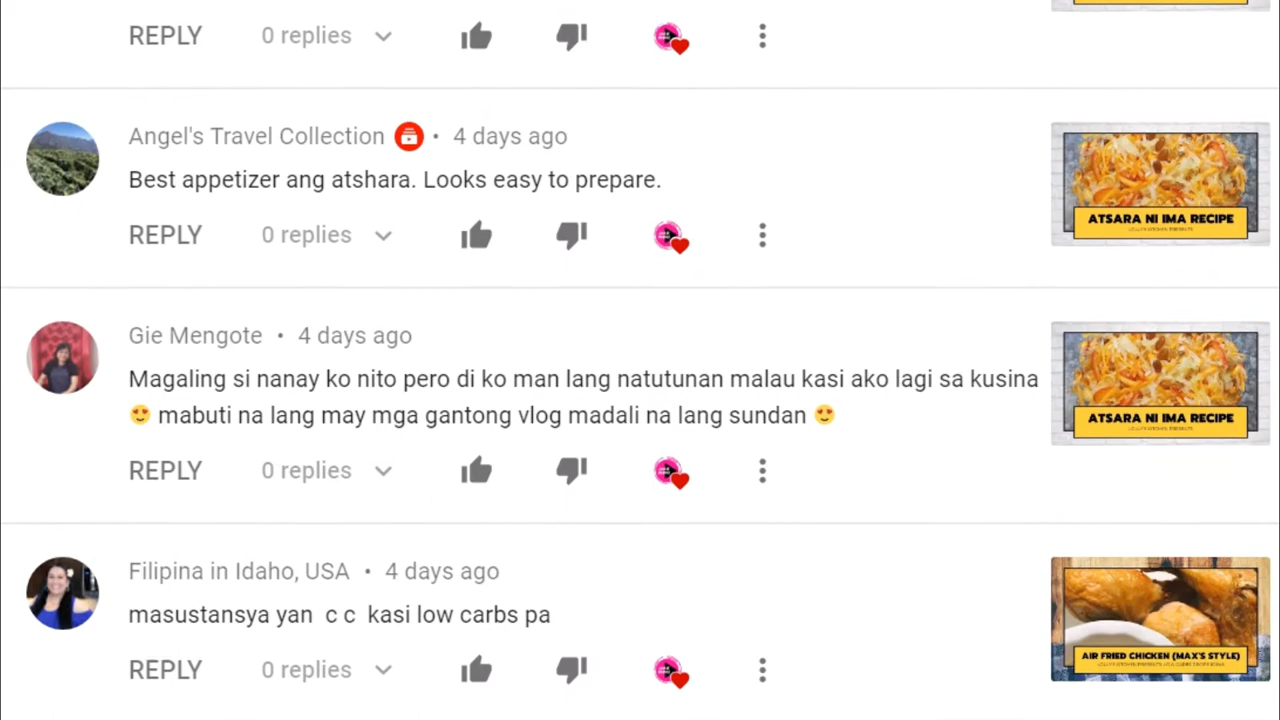 REPLY 0 replies
Angel's Travel Collection • 4 days ago
Best appetizer ang atshara. Looks easy to prepare.
ATSARA NI IMA RECIPE
REPLY 0 replies
Gie Mengote • 4 days ago
Magaling si nanay ko nito pero di ko man lang natutunan malau kasi ako lagi sa kusina
😍 mabuti na lang may mga gantong vlog madali na lang sundan 😍
ATSARA NI IMA RECIPE
REPLY 0 replies
Filipina in Idaho, USA • 4 days ago
masustansya yan c c kasi low carbs pa
AIR FRIED CHICKEN (MAX'S STYLE)
REPLY 0 replies